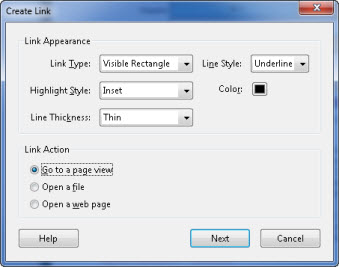 Create Link
Link Appearance
Link Type: Visible Rectangle Line Style: Underline
Highlight Style: Inset Color:
Line Thickness: Thin
Link Action
Go to a page view
Open a file
Open a web page
Help Next Cancel